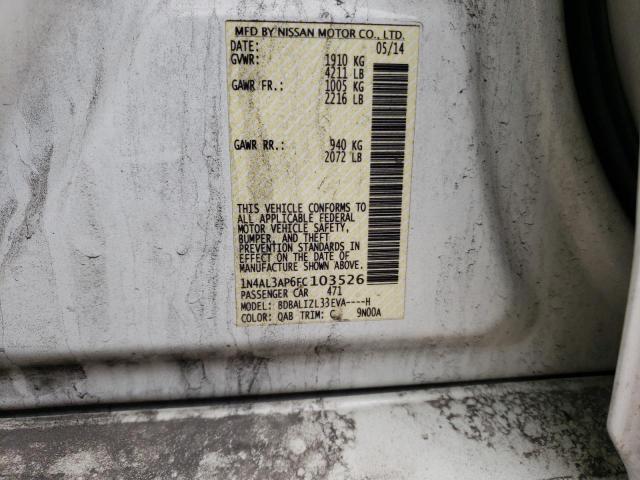 MFD BY NISSAN MOTOR CO., LTD.
DATE: 05/14
GVWR: 1910 KG
4211 LB
GAWR FR.: 1005 KG
2216 LB
GAWR RR.: 940 KG
2072 LB
THIS VEHICLE CONFORMS TO
ALL APPLICABLE FEDERAL
MOTOR VEHICLE SAFETY,
BUMPER, AND THEFT
PREVENTION STANDARDS IN
EFFECT ON THE DATE OF
MANUFACTURE SHOWN ABOVE.
1N4AL3AP6FC103526
PASSENGER CAR 471
MODEL: BDBALIZL33EVA----H
COLOR: QAB TRIM: C 9N00A